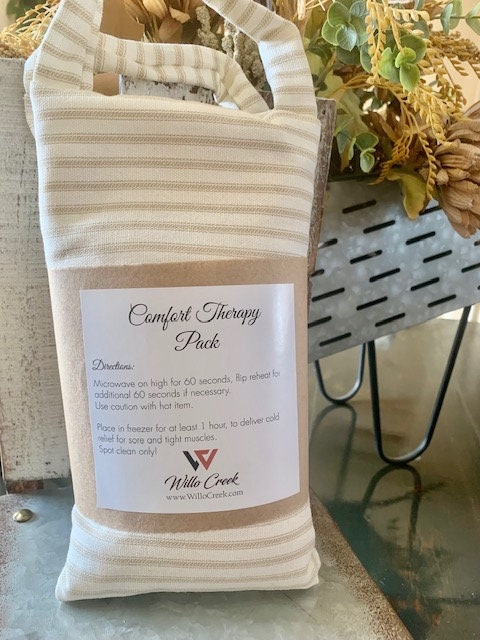 Comfort Therapy
Pack
Directions:
Microwave on high for 60 seconds, flip reheat for
additional 60 seconds if necessary.
Use caution with hot item.
Place in freezer for at least 1 hour, to deliver cold
relief for sore and tight muscles.
Spot clean only!
Willo Creek
www.WilloCreek.com